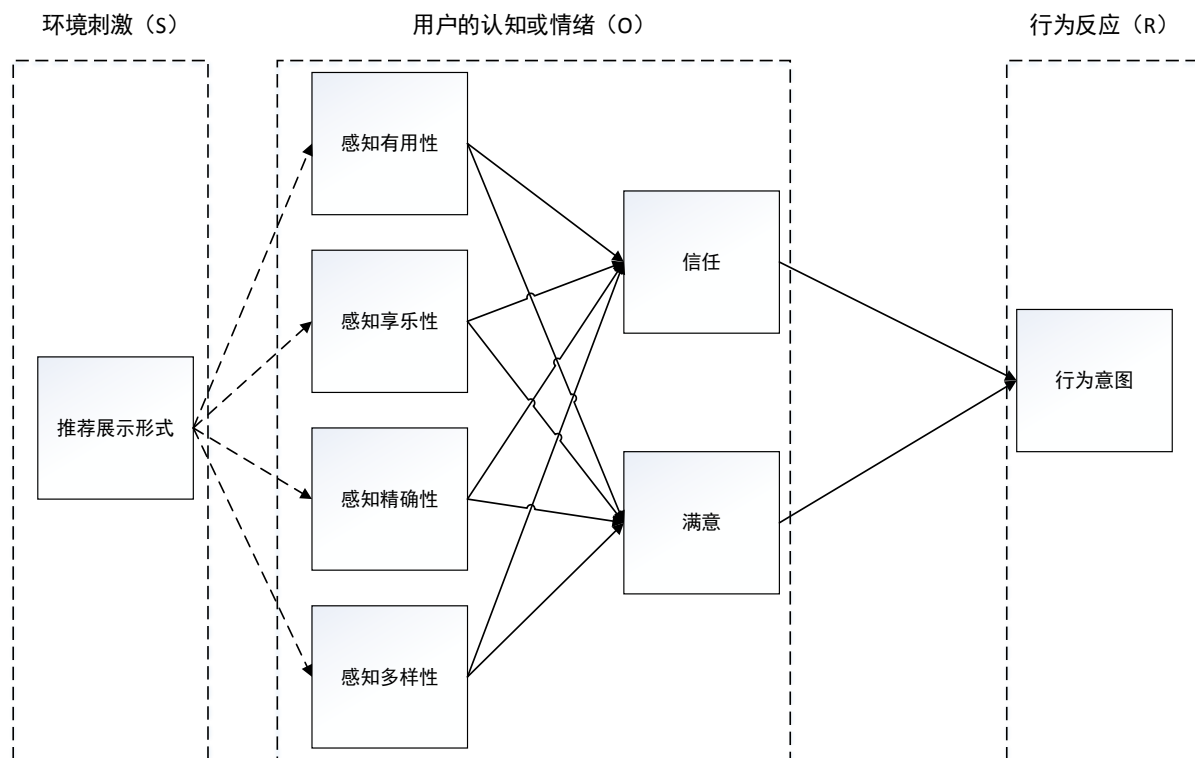 环境刺激（S）
用户的认知或情绪（O）
行为反应（R）
感知有用性
信任
感知享乐性
行为意图
推荐展示形式
感知精确性
满意
感知多样性